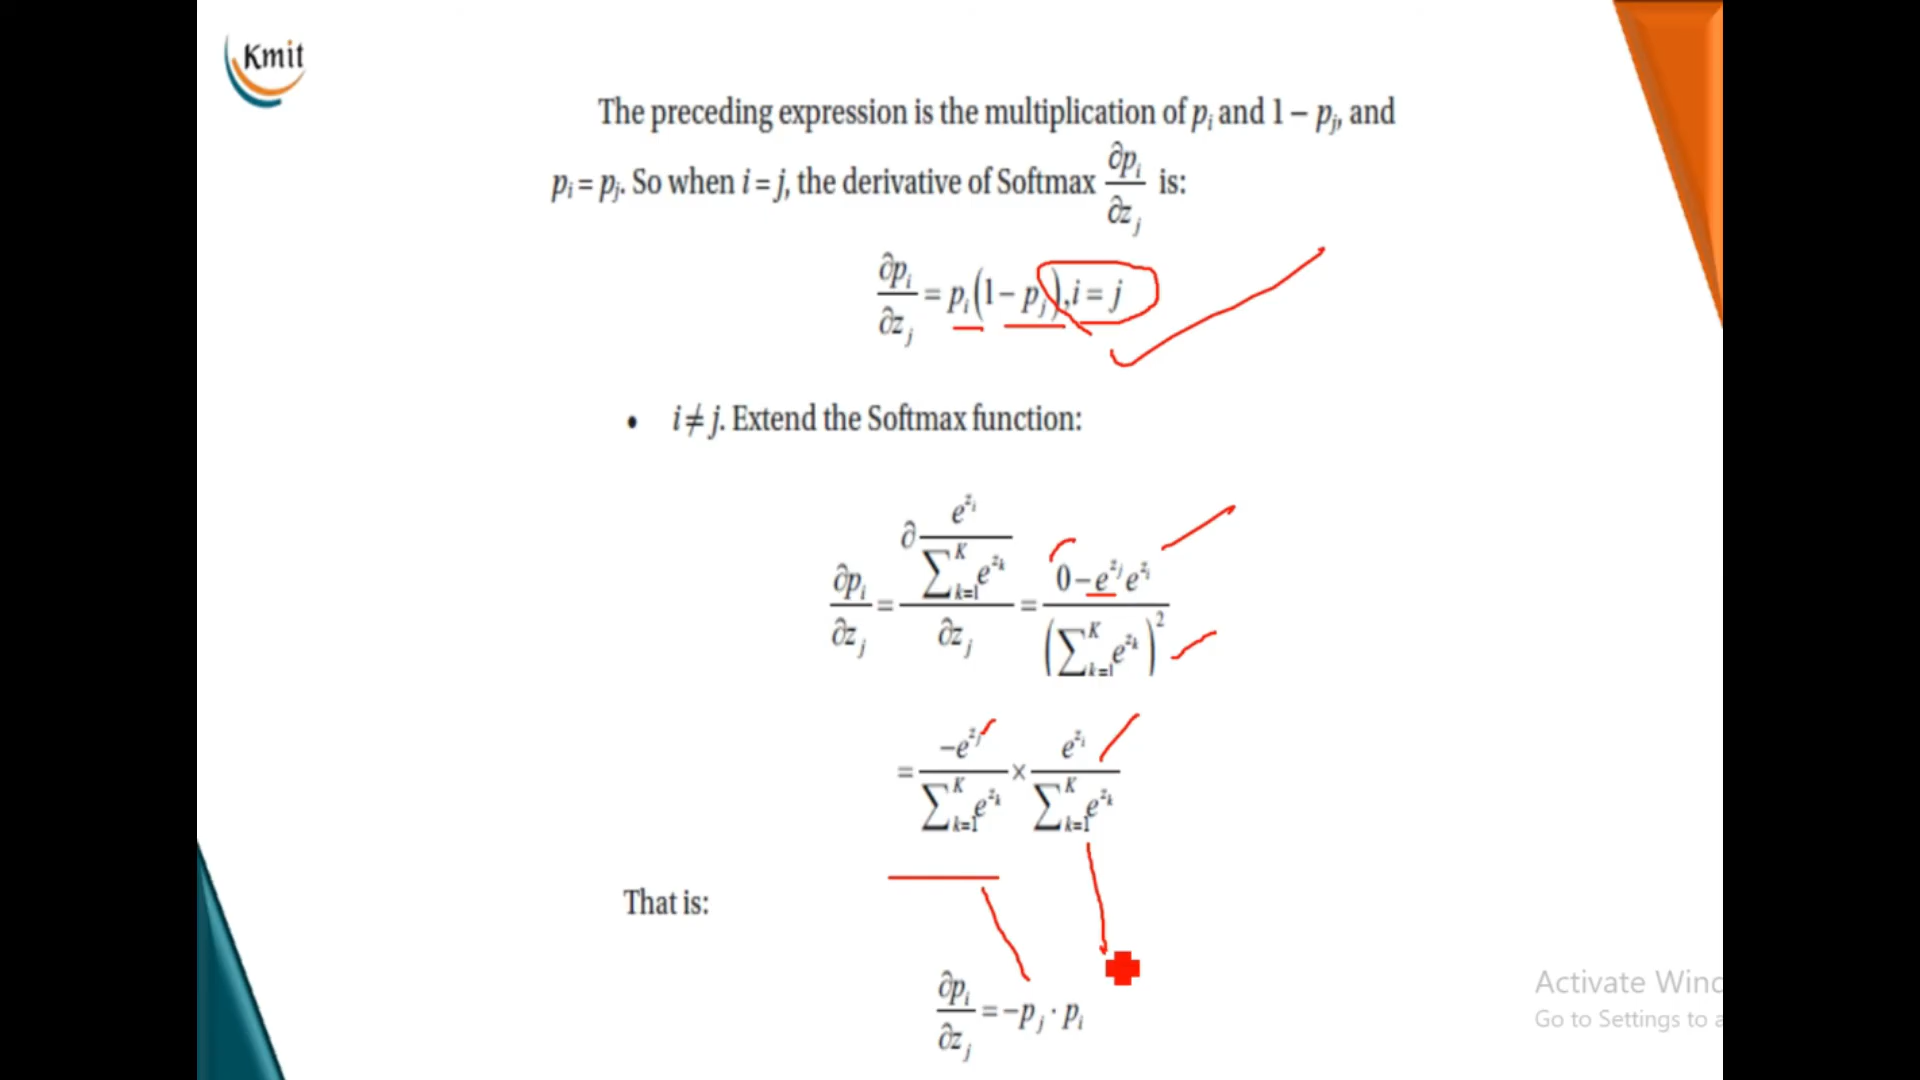 Kmit
The preceding expression is the multiplication of pᵢ and 1 – pⱼ, and
pᵢ = pⱼ. So when i = j, the derivative of Softmax ∂pᵢ/∂zⱼ is:
∂pᵢ/∂zⱼ = pᵢ(1 – pⱼ), i = j
• i ≠ j. Extend the Softmax function:
∂pᵢ/∂zⱼ = ∂(e^{zᵢ}/∑_{k=1}^{K} e^{zₖ})/∂zⱼ = (0 – e^{zⱼ} e^{zᵢ})/(∑_{k=1}^{K} e^{zₖ})²
= –e^{zⱼ}/∑_{k=1}^{K} e^{zₖ} × e^{zᵢ}/∑_{k=1}^{K} e^{zₖ}
That is:
∂pᵢ/∂zⱼ = –pⱼ · pᵢ
Activate Wind
Go to Settings to a